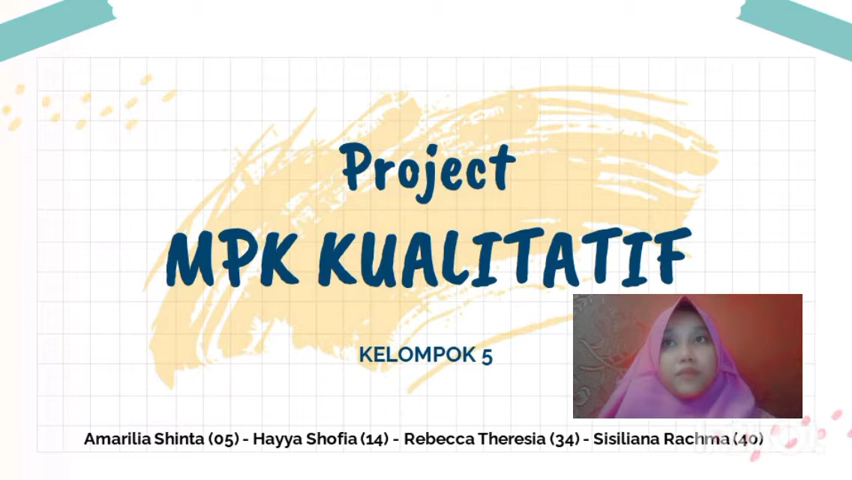 Project
MPK KUALITATIF
KELOMPOK 5
Amarilia Shinta (05) - Hayya Shofia (14) - Rebecca Theresia (34) - Sisiliana Rachma (40)